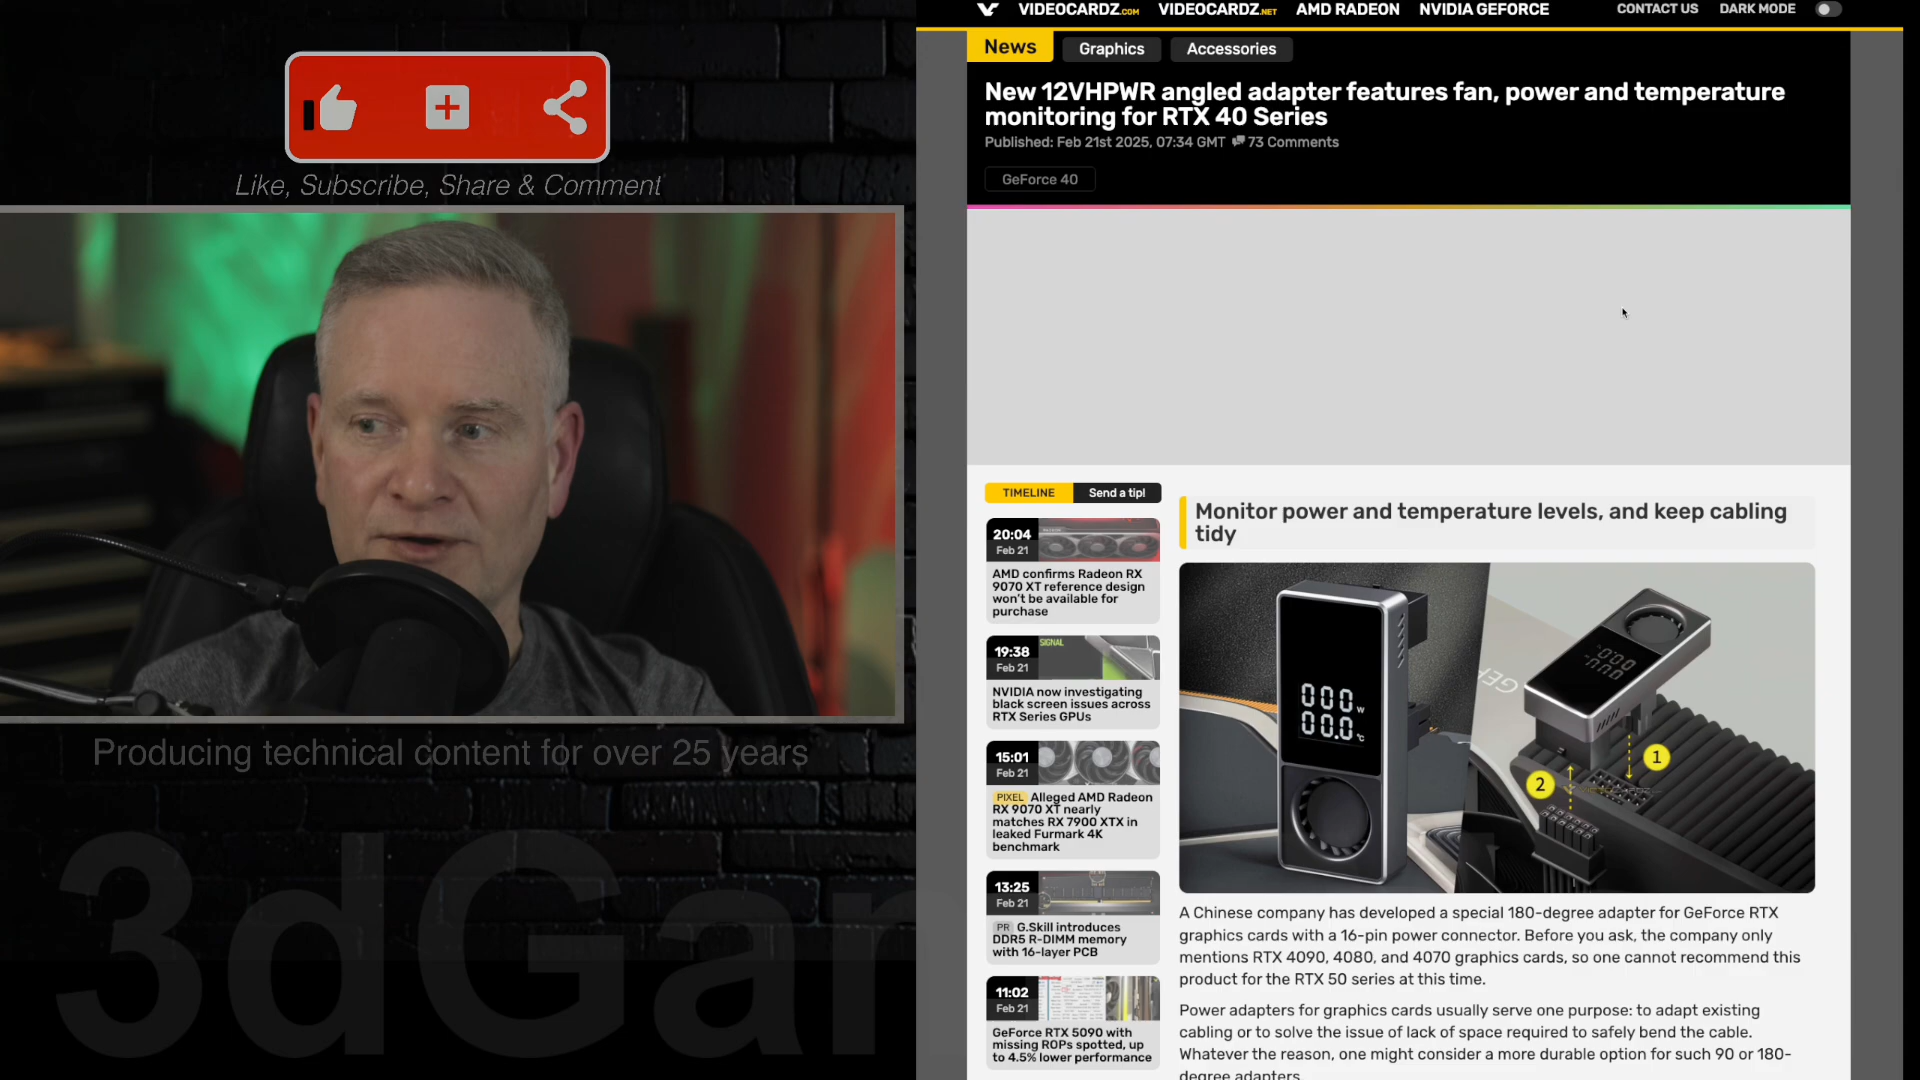 Like, Subscribe, Share & Comment
Producing technical content for over 25 years
3dGan
VIDEOCARDZ.COM VIDEOCARDZ.NET AMD RADEON NVIDIA GEFORCE CONTACT US DARK MODE
News Graphics Accessories
New 12VHPWR angled adapter features fan, power and temperature
monitoring for RTX 40 Series
Published: Feb 21st 2025, 07:34 GMT 73 Comments
GeForce 40
TIMELINE Send a tip!
20:04
Feb 21
AMD confirms Radeon RX
9070 XT reference design
won't be available for
purchase
19:38
Feb 21
SIGNAL
NVIDIA now investigating
black screen issues across
RTX Series GPUs
15:01
Feb 21
PIXEL Alleged AMD Radeon
RX 9070 XT nearly
matches RX 7900 XTX in
leaked Furmark 4K
benchmark
13:25
Feb 21
PR G.Skill introduces
DDR5 R-DIMM memory
with 16-layer PCB
11:02
Feb 21
GeForce RTX 5090 with
missing ROPs spotted, up
to 4.5% lower performance
Monitor power and temperature levels, and keep cabling
tidy
000 W
00.0 °C
1
2
A Chinese company has developed a special 180-degree adapter for GeForce RTX
graphics cards with a 16-pin power connector. Before you ask, the company only
mentions RTX 4090, 4080, and 4070 graphics cards, so one cannot recommend this
product for the RTX 50 series at this time.
Power adapters for graphics cards usually serve one purpose: to adapt existing
cabling or to solve the issue of lack of space required to safely bend the cable.
Whatever the reason, one might consider a more durable option for such 90 or 180-
degree adapters.